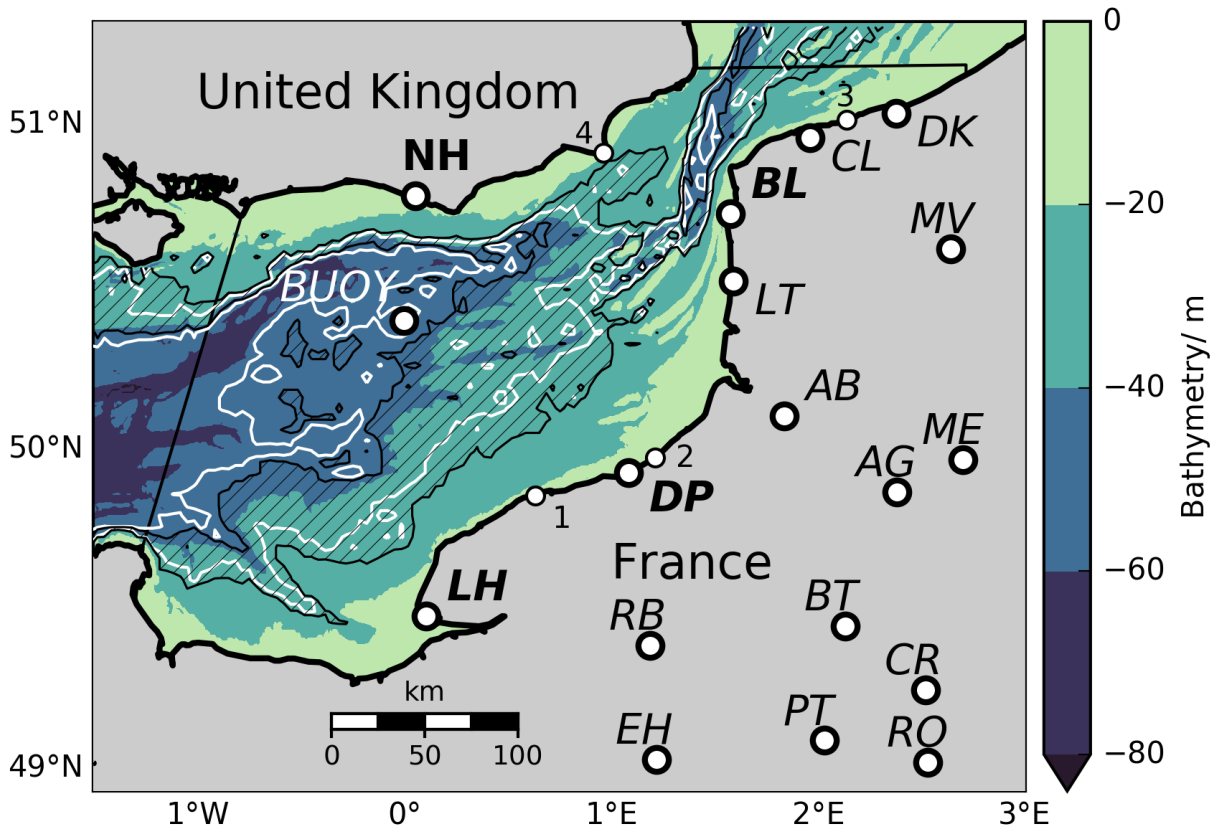 United Kingdom
51°N
NH
4
3
CL
DK
BL
MV
BUOY
LT
AB
50°N
AG
ME
2
DP
1
France
LH
RB
BT
CR
km
0 50 100
EH
PT
RO
49°N
1°W 0° 1°E 2°E 3°E
0
−20
−40
−60
−80
Bathymetry/ m